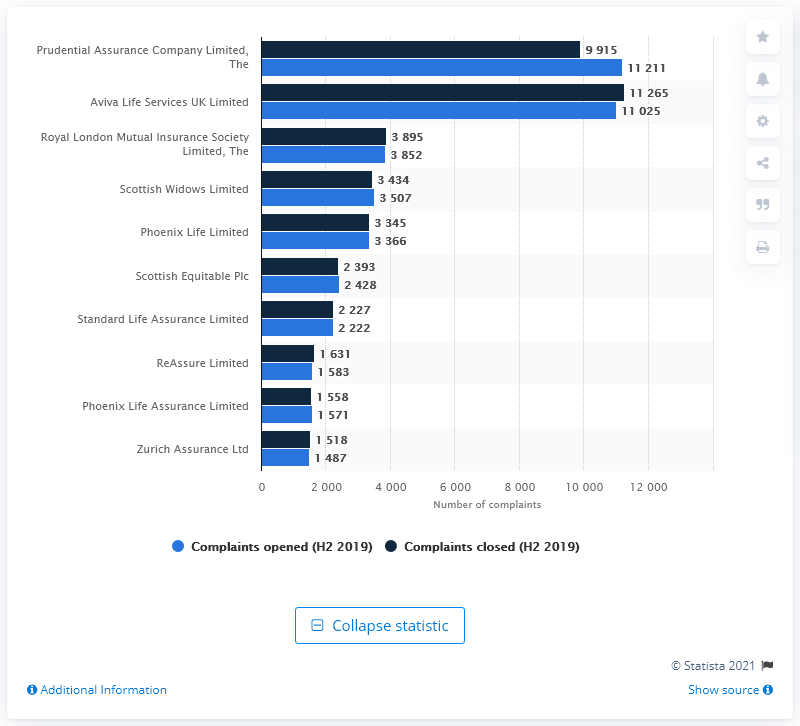 Prudential Assurance Company Limited,
The
9 915
11 211
Aviva Life Services UK Limited
11 265
11 025
Royal London Mutual Insurance Society
Limited, The
3 895
3 852
Scottish Widows Limited
3 434
3 507
Phoenix Life Limited
3 345
3 366
Scottish Equitable Plc
2 393
2 428
Standard Life Assurance Limited
2 227
2 222
ReAssure Limited
1 631
1 583
Phoenix Life Assurance Limited
1 558
1 571
Zurich Assurance Ltd
1 518
1 487
0 2 000 4 000 6 000 8 000 10 000 12 000
Number of complaints
Complaints opened (H2 2019) Complaints closed (H2 2019)
Collapse statistic
© Statista 2021
Additional Information
Show source